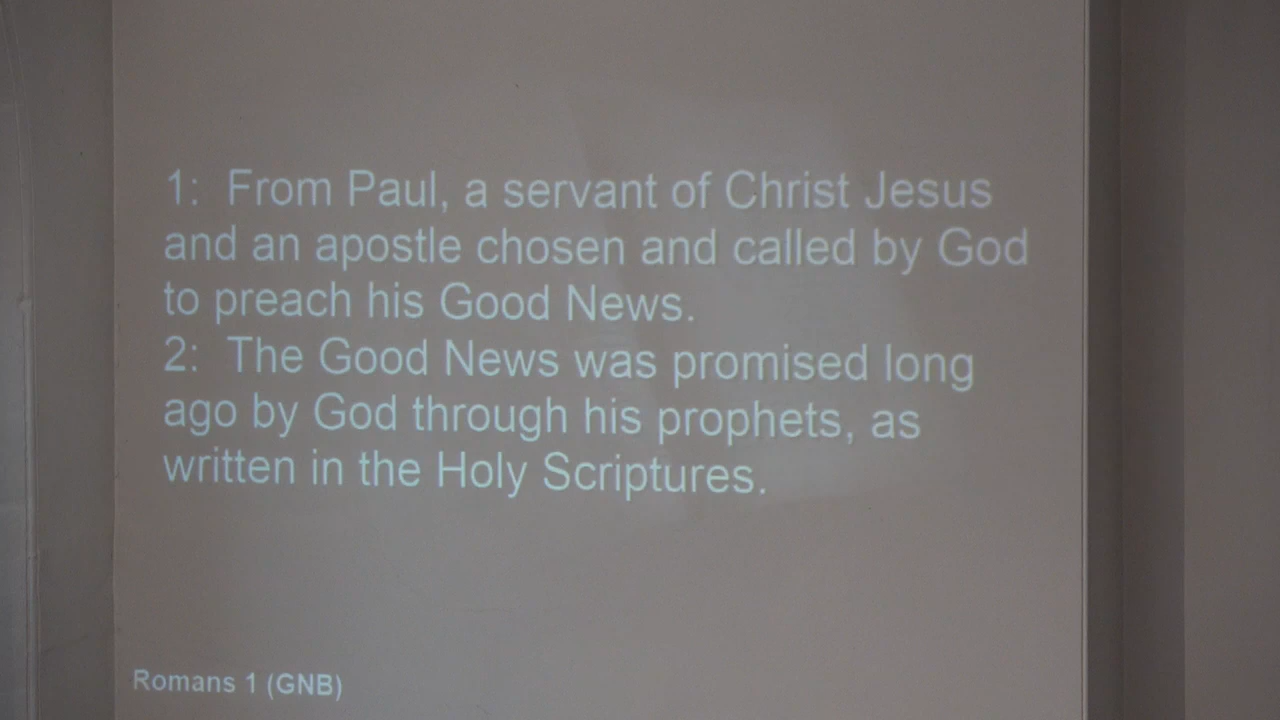 1: From Paul, a servant of Christ Jesus
and an apostle chosen and called by God
to preach his Good News.
2: The Good News was promised long
ago by God through his prophets, as
written in the Holy Scriptures.
Romans 1 (GNB)